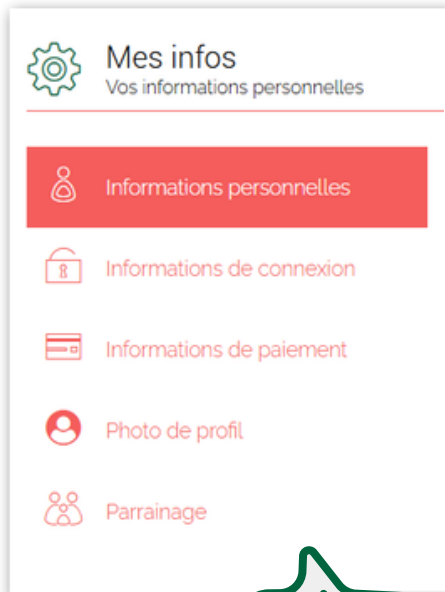 Mes infos
Vos informations personnelles
Informations personnelles
Informations de connexion
Informations de paiement
Photo de profil
Parrainage